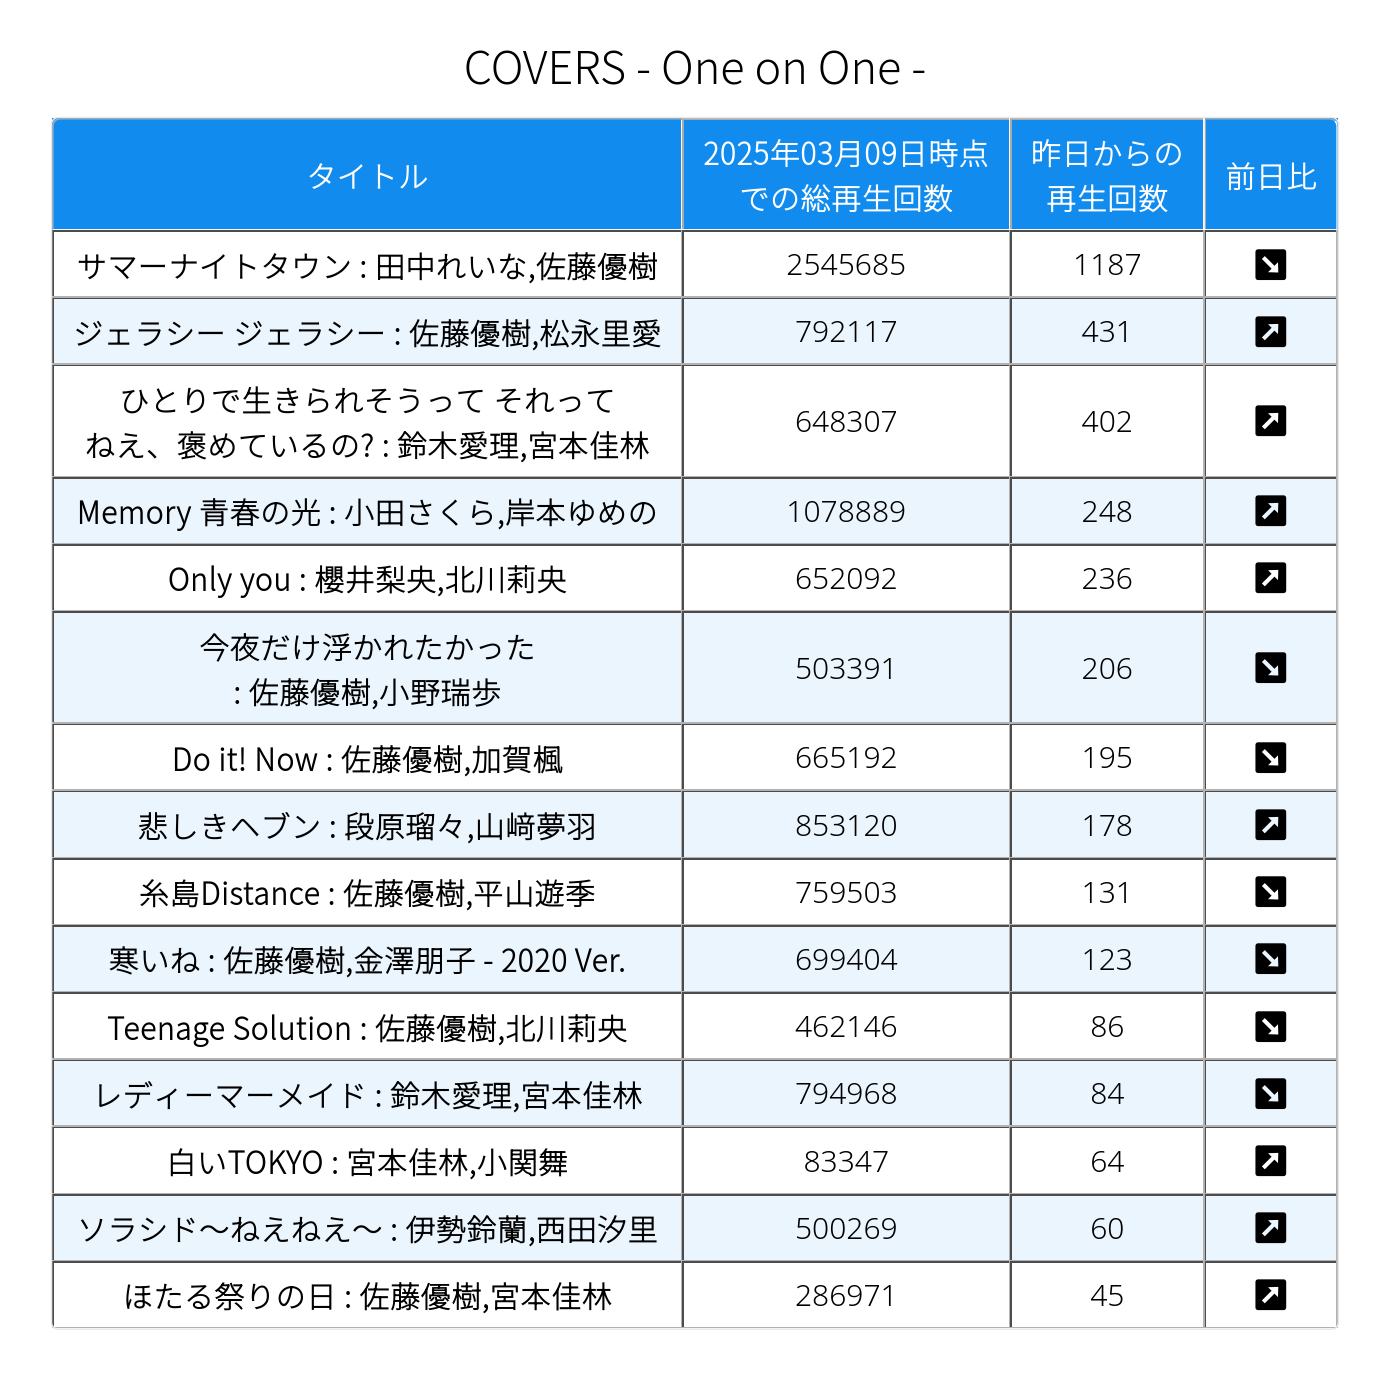 COVERS - One on One -
タイトル
2025年03月09日時点
での総再生回数
昨日からの
再生回数
前日比
サマーナイトタウン : 田中れいな,佐藤優樹
2545685
1187
ジェラシー ジェラシー : 佐藤優樹,松永里愛
792117
431
ひとりで生きられそうって それって
ねえ、褒めているの? : 鈴木愛理,宮本佳林
648307
402
Memory 青春の光 : 小田さくら,岸本ゆめの
1078889
248
Only you : 櫻井梨央,北川莉央
652092
236
今夜だけ浮かれたかった
: 佐藤優樹,小野瑞歩
503391
206
Do it! Now : 佐藤優樹,加賀楓
665192
195
悲しきヘブン : 段原瑠々,山﨑夢羽
853120
178
糸島Distance : 佐藤優樹,平山遊季
759503
131
寒いね : 佐藤優樹,金澤朋子 - 2020 Ver.
699404
123
Teenage Solution : 佐藤優樹,北川莉央
462146
86
レディーマーメイド : 鈴木愛理,宮本佳林
794968
84
白いTOKYO : 宮本佳林,小関舞
83347
64
ソラシド〜ねえねえ〜 : 伊勢鈴蘭,西田汐里
500269
60
ほたる祭りの日 : 佐藤優樹,宮本佳林
286971
45